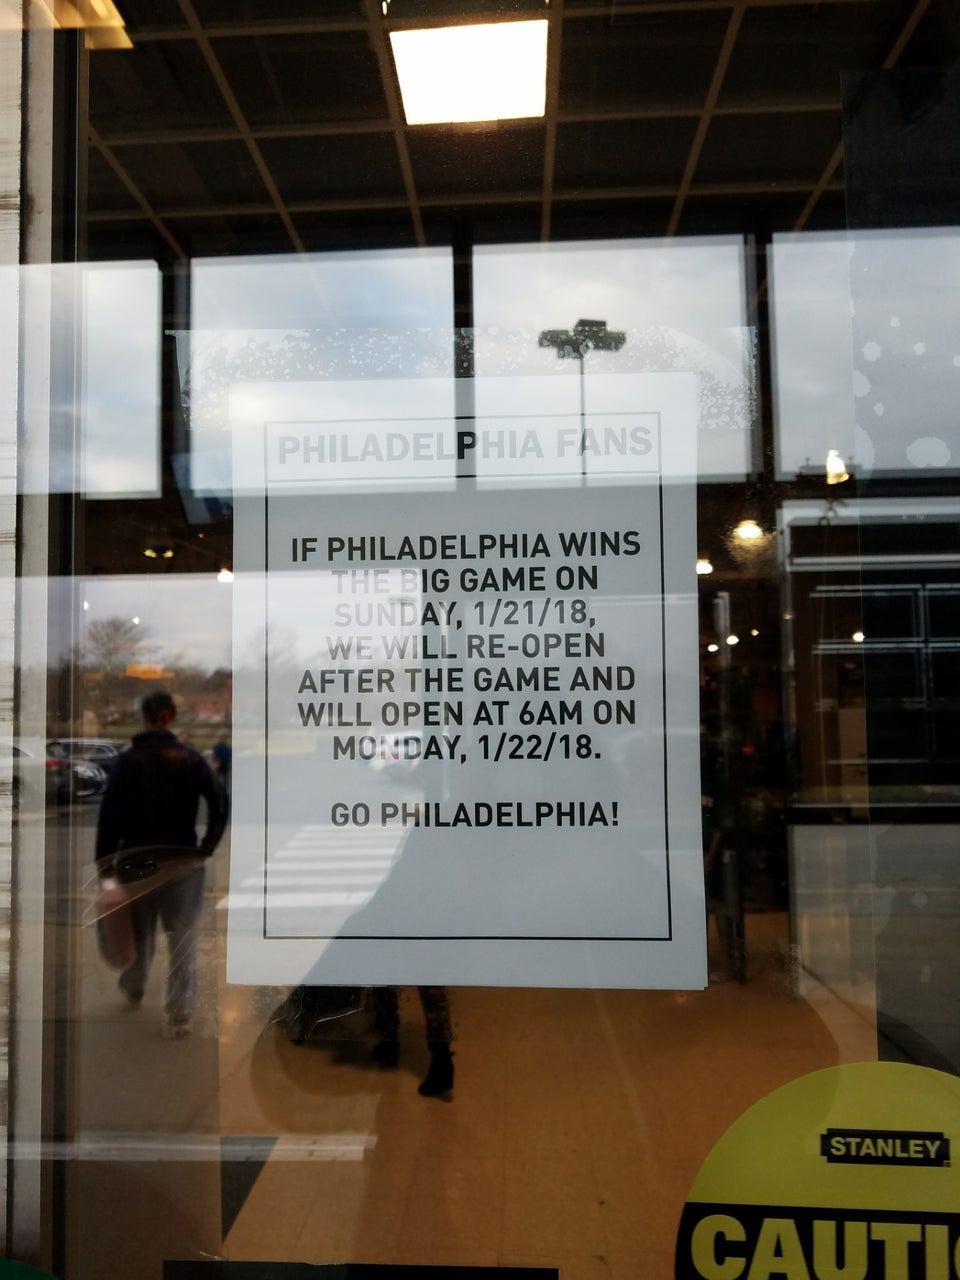 PHILADELPHIA FANS
IF PHILADELPHIA WINS
THE BIG GAME ON
SUNDAY, 1/21/18,
WE WILL RE-OPEN
AFTER THE GAME AND
WILL OPEN AT 6AM ON
MONDAY, 1/22/18.
GO PHILADELPHIA!
STANLEY
CAUTI